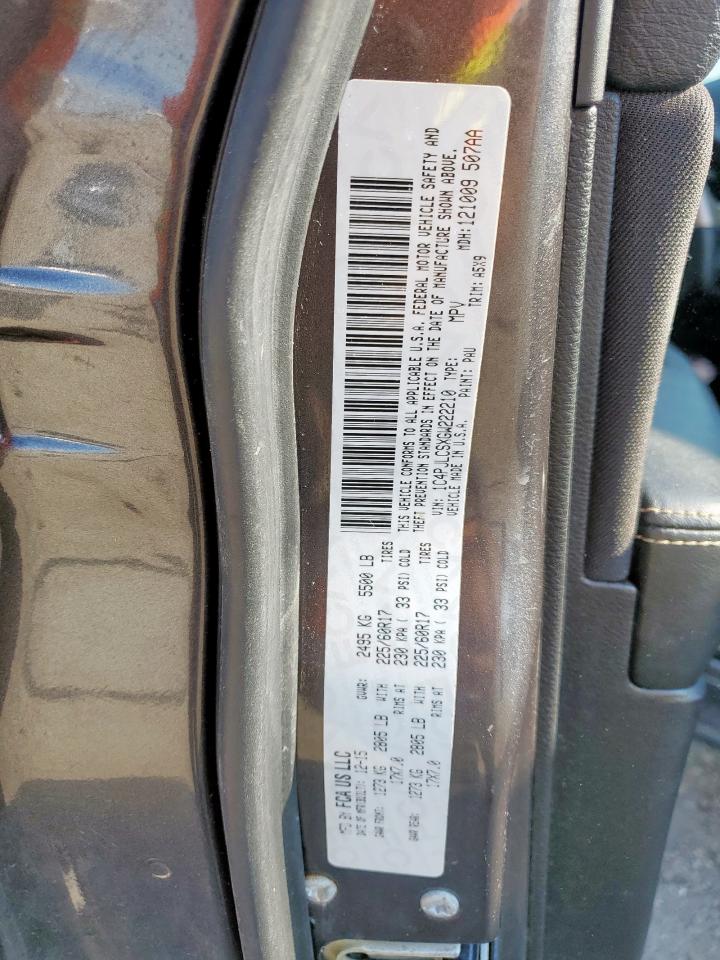 MFD BY FCA US LLC
DATE OF MFR(BUILT): 12-15 GVWR: 2495 KG 5500 LB
GAWR FRONT: 1273 KG 2805 LB WITH 225/60R17 TIRES
17X7.0 RIMS AT 230 KPA ( 33 PSI) COLD
GAWR REAR: 1273 KG 2805 LB WITH 225/60R17 TIRES
17X7.0 RIMS AT 230 KPA ( 33 PSI) COLD
THIS VEHICLE CONFORMS TO ALL APPLICABLE U.S.A. FEDERAL MOTOR VEHICLE SAFETY AND
THEFT PREVENTION STANDARDS IN EFFECT ON THE DATE OF MANUFACTURE SHOWN ABOVE.
VIN: 1C4PJLCSXGW222210 TYPE: MPV MDH:121009 507AA
VEHICLE MADE IN U.S.A. PAINT: PAU TRIM: A5X9